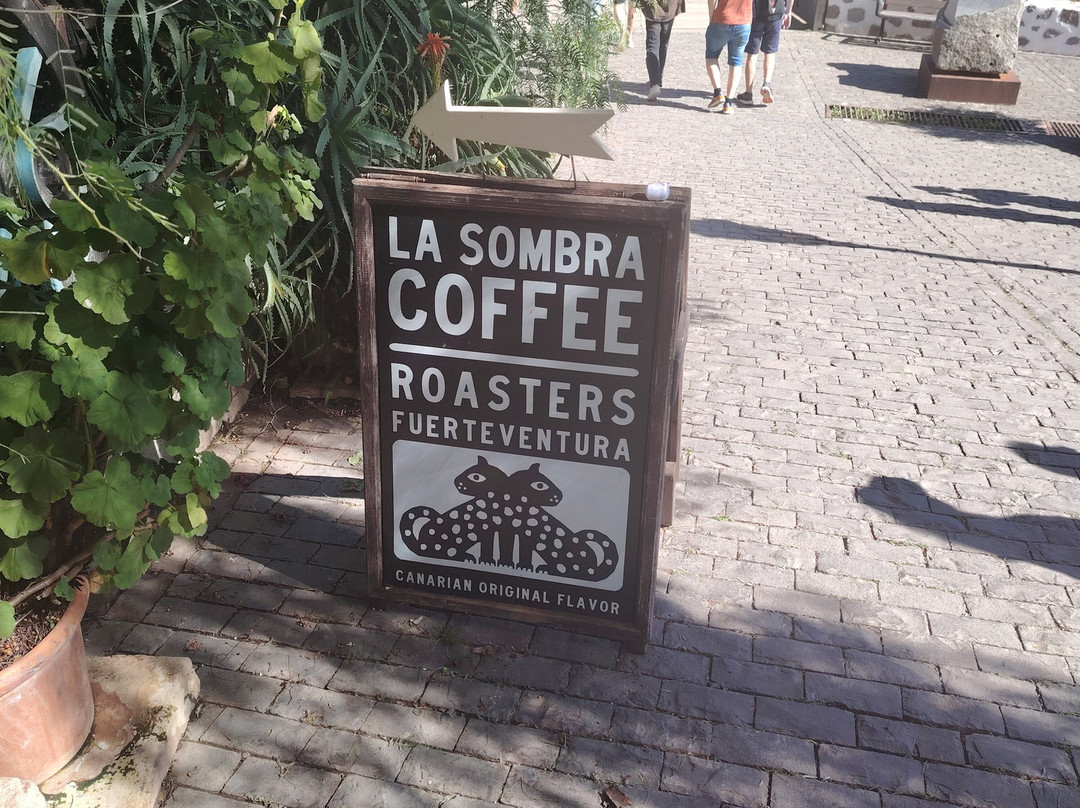 LA SOMBRA
COFFEE
ROASTERS
FUERTEVENTURA
CANARIAN ORIGINAL FLAVOR